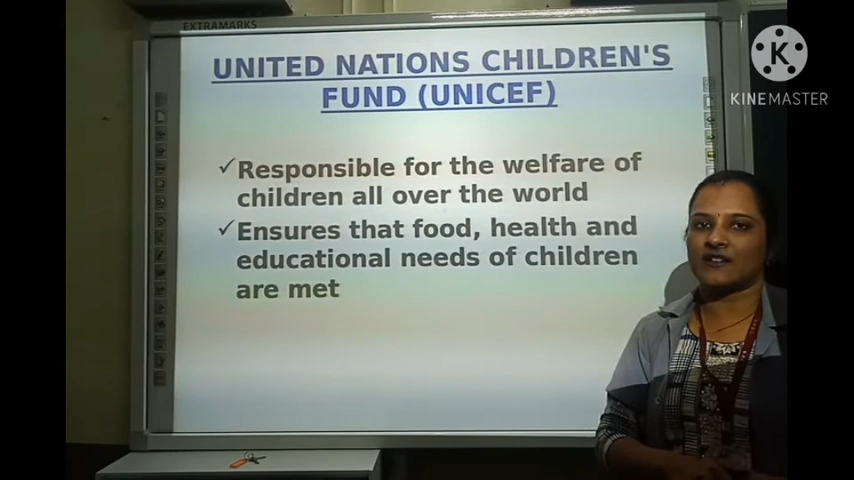 EXTRAMARKS
UNITED NATIONS CHILDREN'S
FUND (UNICEF)
✓Responsible for the welfare of
children all over the world
✓Ensures that food, health and
educational needs of children
are met
K
KINEMASTER